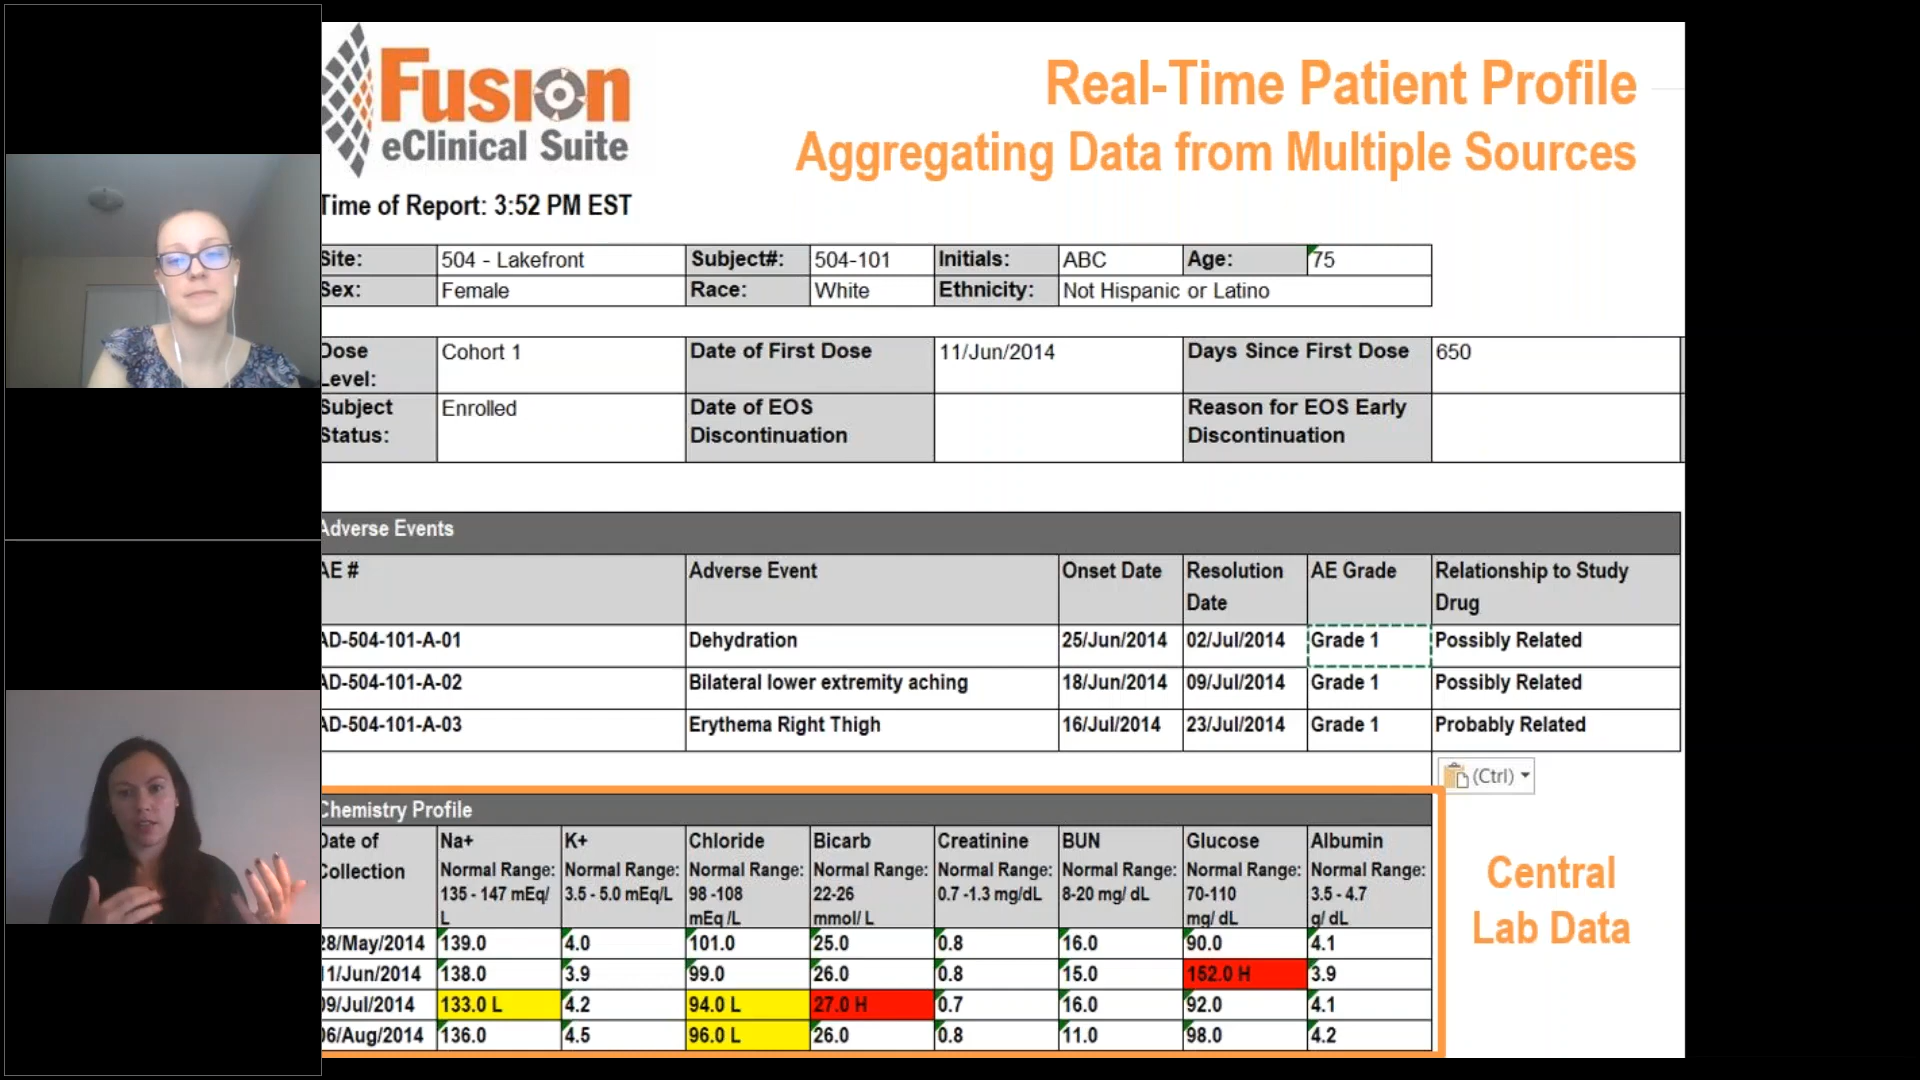 Fusion
eClinical Suite
Real-Time Patient Profile
Aggregating Data from Multiple Sources
Time of Report: 3:52 PM EST
Site: 504 - Lakefront Subject#: 504-101 Initials: ABC Age: 75
Sex: Female Race: White Ethnicity: Not Hispanic or Latino
Dose Level: Cohort 1 Date of First Dose 11/Jun/2014 Days Since First Dose 650
Subject Status: Enrolled Date of EOS Discontinuation Reason for EOS Early Discontinuation
Adverse Events
AE # Adverse Event Onset Date Resolution Date AE Grade Relationship to Study Drug
AD-504-101-A-01 Dehydration 25/Jun/2014 02/Jul/2014 Grade 1 Possibly Related
AD-504-101-A-02 Bilateral lower extremity aching 18/Jun/2014 09/Jul/2014 Grade 1 Possibly Related
AD-504-101-A-03 Erythema Right Thigh 16/Jul/2014 23/Jul/2014 Grade 1 Probably Related
(Ctrl)
Chemistry Profile
Date of Collection Na+ Normal Range: 135 - 147 mEq/ L K+ Normal Range: 3.5 - 5.0 mEq/L Chloride Normal Range: 98 -108 mEq /L Bicarb Normal Range: 22-26 mmol/ L Creatinine Normal Range: 0.7 -1.3 mg/dL BUN Normal Range: 8-20 mg/ dL Glucose Normal Range: 70-110 mg/ dL Albumin Normal Range: 3.5 - 4.7 g/ dL
28/May/2014 139.0 4.0 101.0 25.0 0.8 16.0 90.0 4.1
11/Jun/2014 138.0 3.9 99.0 26.0 0.8 15.0 152.0 H 3.9
09/Jul/2014 133.0 L 4.2 94.0 L 27.0 H 0.7 16.0 92.0 4.1
06/Aug/2014 136.0 4.5 96.0 L 26.0 0.8 11.0 98.0 4.2
Central
Lab Data